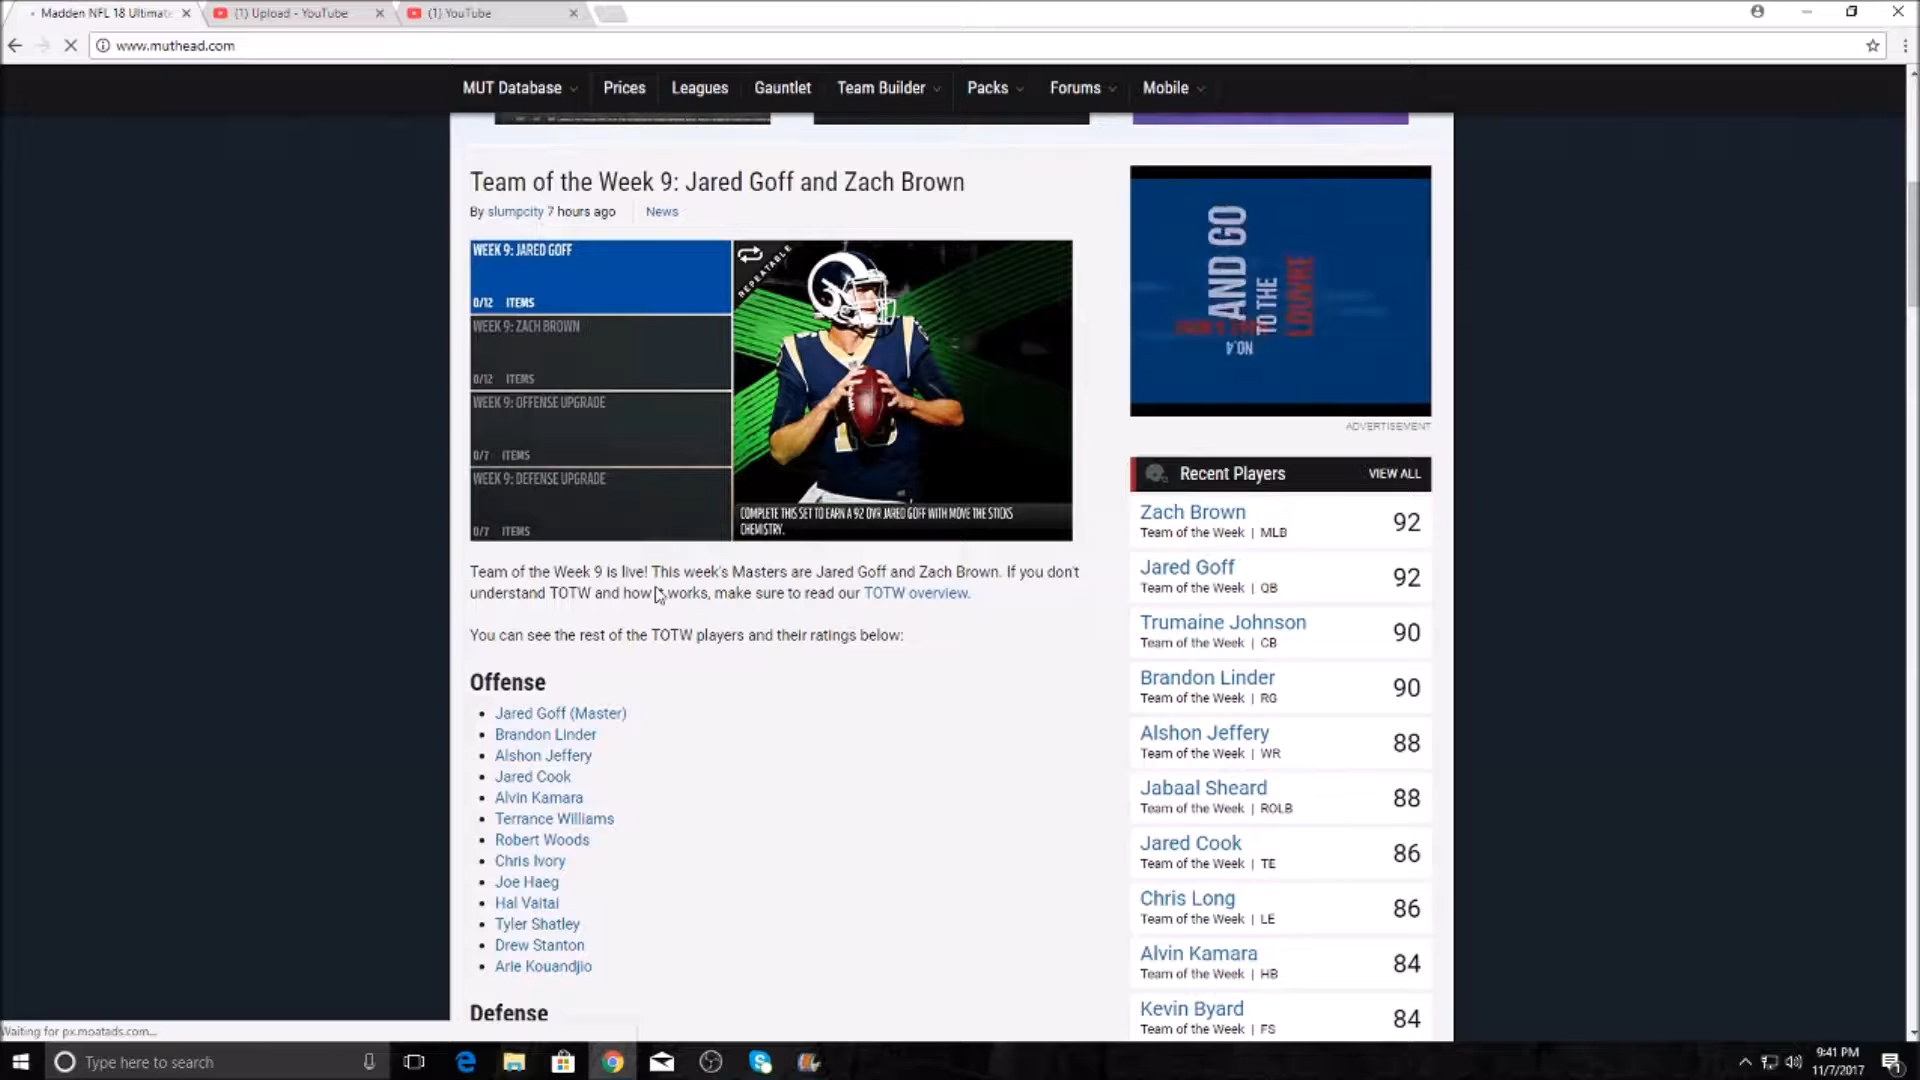 Madden NFL 18 Ultimate
(1) Upload - YouTube
(1) YouTube
www.muthead.com
MUT Database
Prices
Leagues
Gauntlet
Team Builder
Packs
Forums
Mobile
Team of the Week 9: Jared Goff and Zach Brown
By slumpcity 7 hours ago
News
WEEK 9: JARED GOFF
0/12 ITEMS
WEEK 9: ZACH BROWN
0/12 ITEMS
WEEK 9: OFFENSE UPGRADE
0/7 ITEMS
WEEK 9: DEFENSE UPGRADE
0/7 ITEMS
REPEATABLE
COMPLETE THIS SET TO EARN A 92 OVR JARED GOFF WITH MOVE THE STICKS
CHEMISTRY.
Team of the Week 9 is live! This week's Masters are Jared Goff and Zach Brown. If you don't
understand TOTW and how works, make sure to read our TOTW overview.
You can see the rest of the TOTW players and their ratings below:
Offense
Jared Goff (Master)
Brandon Linder
Alshon Jeffery
Jared Cook
Alvin Kamara
Terrance Williams
Robert Woods
Chris Ivory
Joe Haeg
Hal Vaitai
Tyler Shatley
Drew Stanton
Arie Kouandjio
Defense
AND GO
TO THE
LOUVRE
NO.4
ADVERTISEMENT
Recent Players
VIEW ALL
Zach Brown 92
Team of the Week | MLB
Jared Goff 92
Team of the Week | QB
Trumaine Johnson 90
Team of the Week | CB
Brandon Linder 90
Team of the Week | RG
Alshon Jeffery 88
Team of the Week | WR
Jabaal Sheard 88
Team of the Week | ROLB
Jared Cook 86
Team of the Week | TE
Chris Long 86
Team of the Week | LE
Alvin Kamara 84
Team of the Week | HB
Kevin Byard 84
Team of the Week | FS
Waiting for px.moatads.com...
Type here to search
9:41 PM
11/7/2017